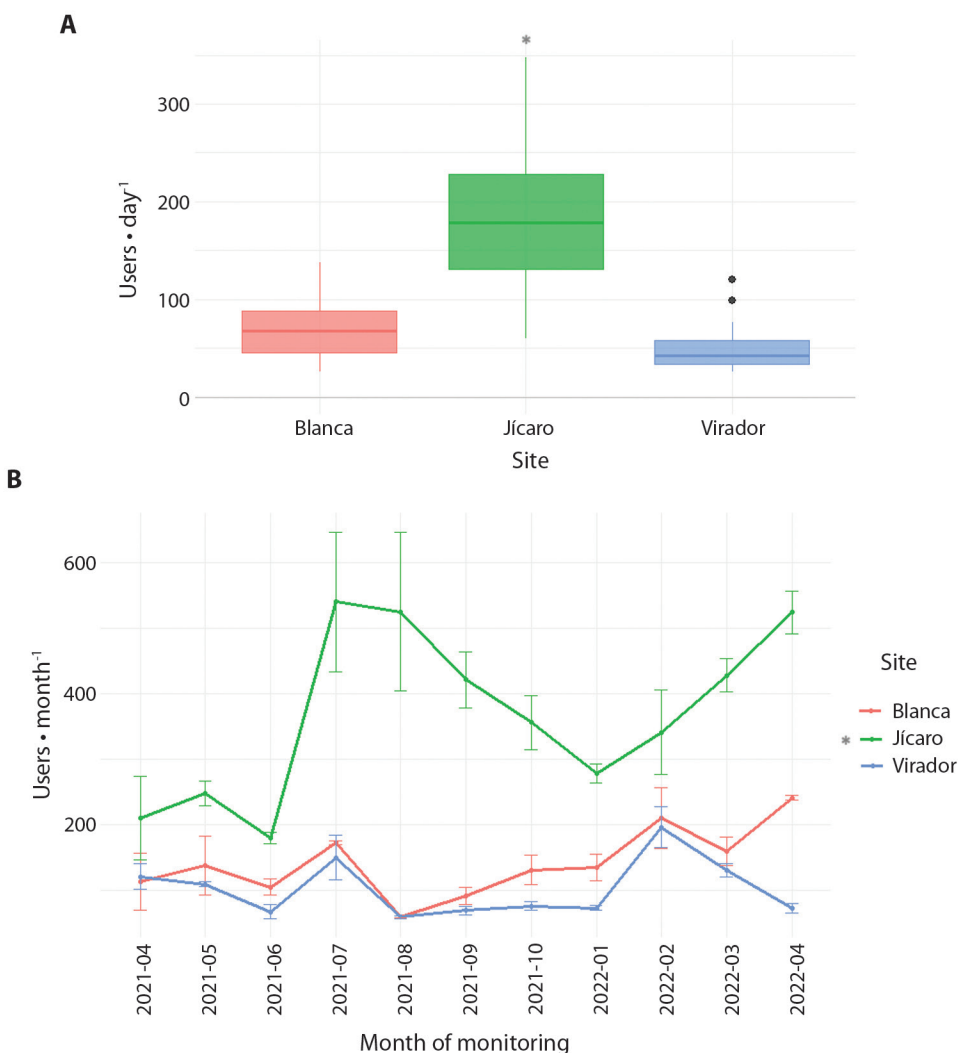 A
*
300
200
100
0
Users • day⁻¹
Blanca
Jícaro
Virador
Site
B
600
400
200
Users • month⁻¹
2021-04
2021-05
2021-06
2021-07
2021-08
2021-09
2021-10
2022-01
2022-02
2022-03
2022-04
Month of monitoring
Site
Blanca
* Jícaro
Virador